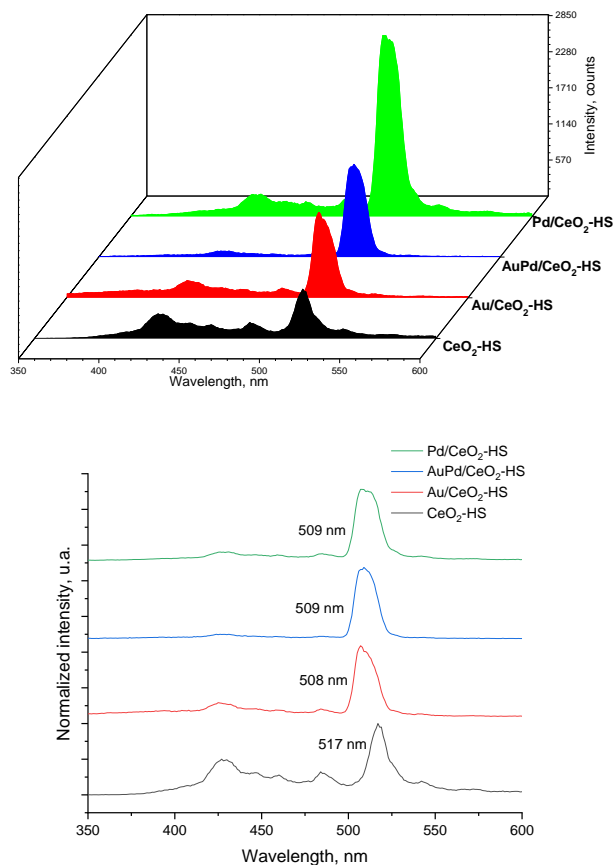 2850
2280
1710
1140
570
Intensity, counts
Pd/CeO₂-HS
AuPd/CeO₂-HS
Au/CeO₂-HS
CeO₂-HS
350 400 450 500 550 600
Wavelength, nm
Pd/CeO₂-HS
AuPd/CeO₂-HS
Au/CeO₂-HS
CeO₂-HS
509 nm
509 nm
508 nm
517 nm
Normalized intensity, u.a.
350 400 450 500 550 600
Wavelength, nm